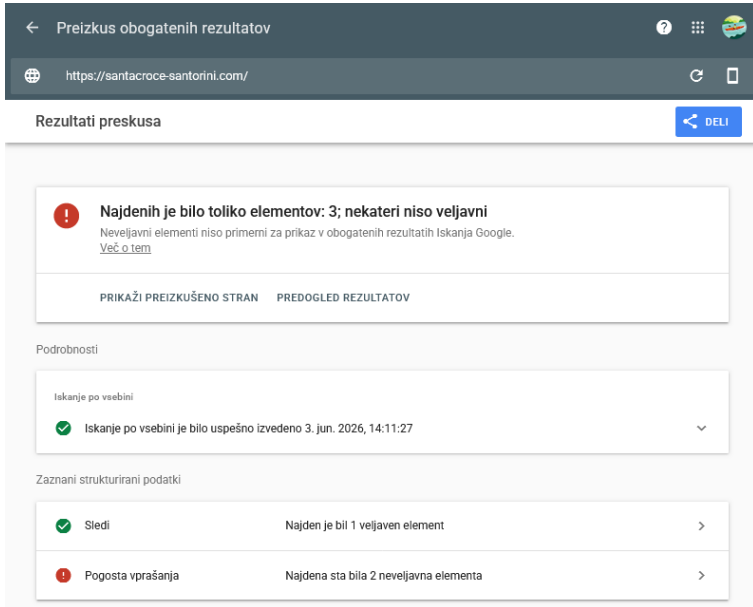 Preizkus obogatenih rezultatov
https://santacroce-santorini.com/
Rezultati preskusa
DELI
Najdenih je bilo toliko elementov: 3; nekateri niso veljavni
Neveljavni elementi niso primerni za prikaz v obogatenih rezultatih Iskanja Google.
Več o tem
PRIKAŽI PREIZKUŠENO STRAN PREDOGLED REZULTATOV
Podrobnosti
Iskanje po vsebini
Iskanje po vsebini je bilo uspešno izvedeno 3. jun. 2026, 14:11:27
Zaznani strukturirani podatki
Sledi Najden je bil 1 veljaven element
Pogosta vprašanja Najdena sta bila 2 neveljavna elementa